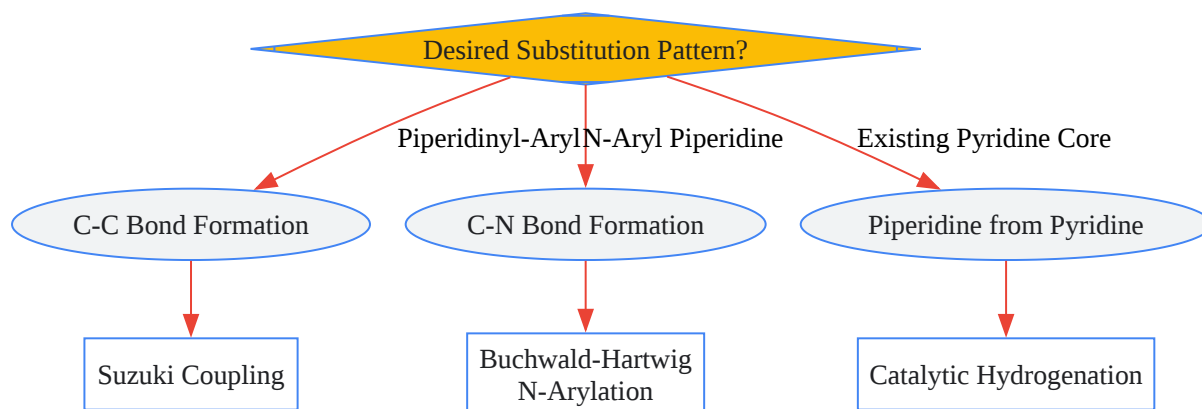 Desired Substitution Pattern?
Piperidinyl-Aryl
N-Aryl Piperidine
Existing Pyridine Core
C-C Bond Formation
C-N Bond Formation
Piperidine from Pyridine
Suzuki Coupling
Buchwald-Hartwig
N-Arylation
Catalytic Hydrogenation